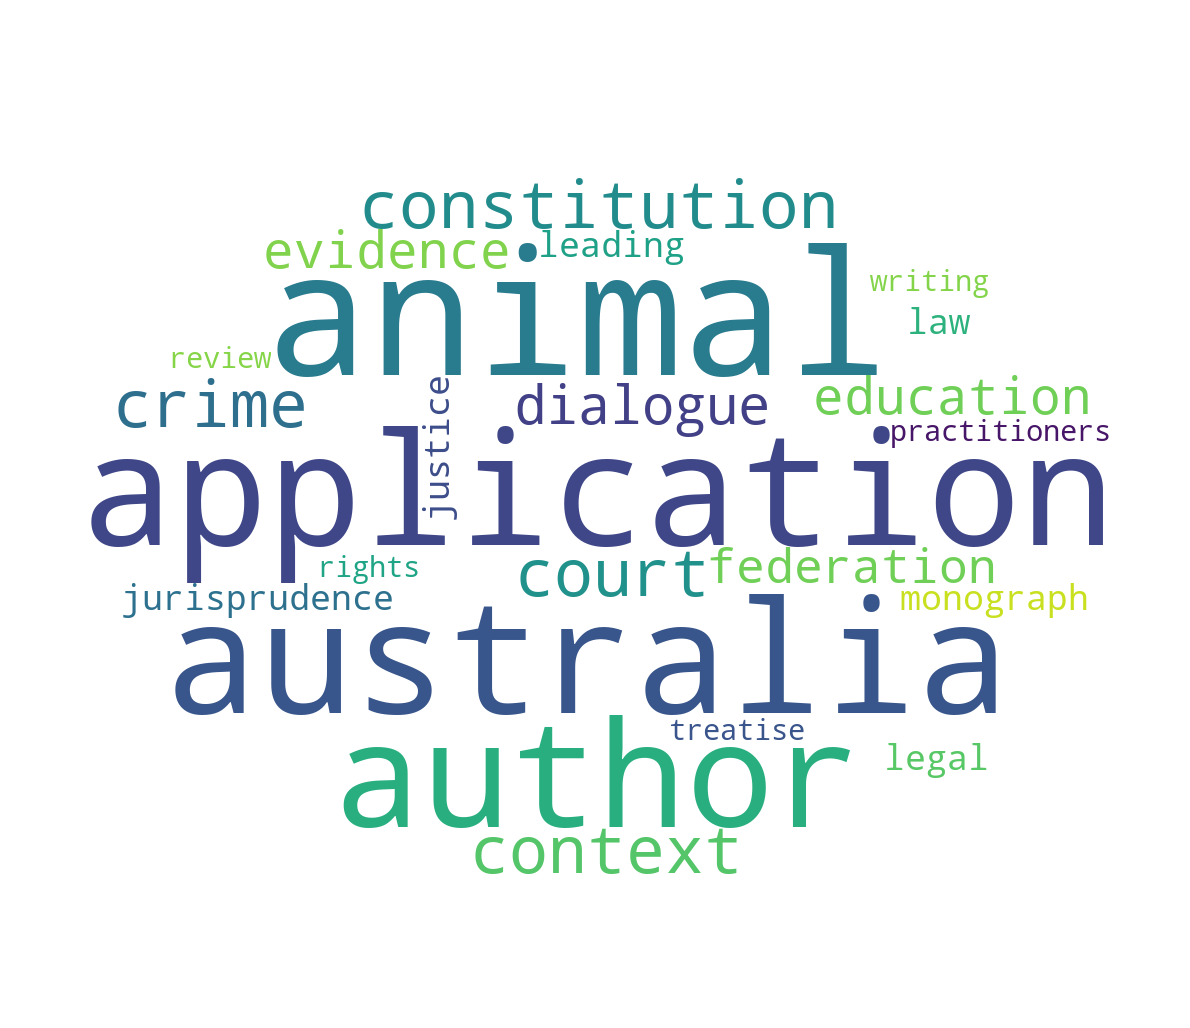 constitution
evidence
leading
animal
writing
law
review
crime
justice
dialogue
education
practitioners
application
rights
court
federation
jurisprudence
monograph
australia
treatise
author
legal
context